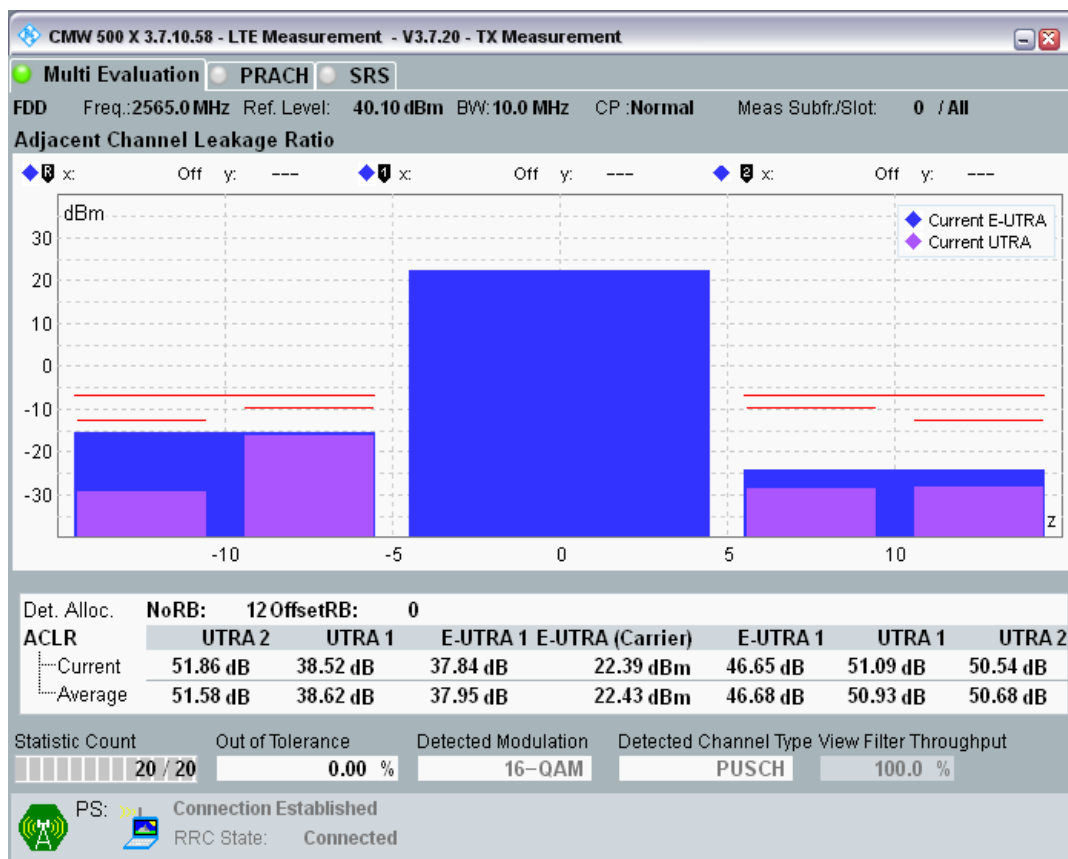 CMW 500 X 3.7.10.58 - LTE Measurement - V3.7.20 - TX Measurement
Multi Evaluation PRACH SRS
FDD Freq.:2565.0 MHz Ref. Level: 40.10 dBm BW: 10.0 MHz CP :Normal Meas Subfr./Slot: 0 / All
Adjacent Channel Leakage Ratio
R x: Off y: --- 1 x: Off y: --- 2 x: Off y: ---
dBm
Current E-UTRA
Current UTRA
30
20
10
0
-10
-20
-30
z
-10 -5 0 5 10
Det. Alloc. NoRB: 12 OffsetRB: 0
ACLR UTRA 2 UTRA 1 E-UTRA 1 E-UTRA (Carrier) E-UTRA 1 UTRA 1 UTRA 2
Current 51.86 dB 38.52 dB 37.84 dB 22.39 dBm 46.65 dB 51.09 dB 50.54 dB
Average 51.58 dB 38.62 dB 37.95 dB 22.43 dBm 46.68 dB 50.93 dB 50.68 dB
Statistic Count Out of Tolerance Detected Modulation Detected Channel Type View Filter Throughput
20 / 20 0.00 % 16-QAM PUSCH 100.0 %
PS: Connection Established
RRC State: Connected